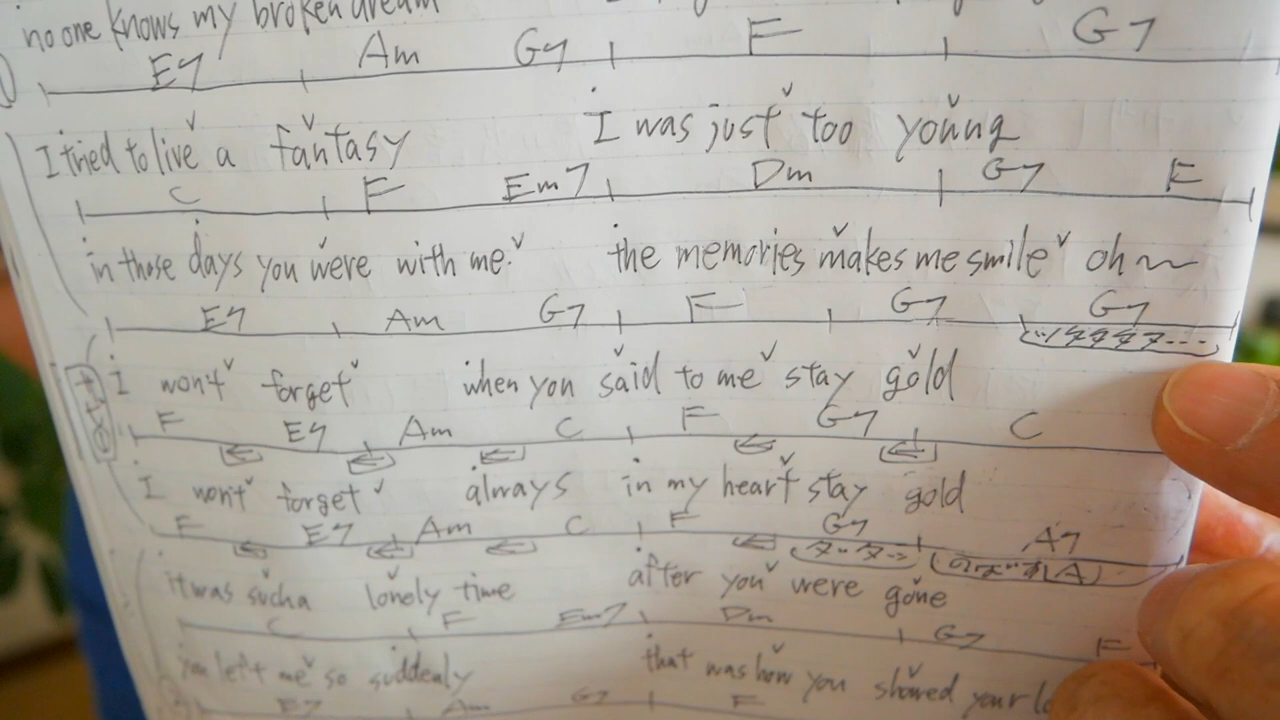 no one knows my broken dream
E7 Am G7 F G7
I tried to live a fantasy I was just too young
C F Em7 Dm G7 E
in those days you were with me. the memories makes me smile oh~
E7 Am G7 F G7 G7
I won't forget when you said to me stay gold
F E7 Am C F G7 C
I won't forget always in my heart stay gold
F E7 Am C F G7 A7
it was sucha lonely time after you were gone
C F Em7 Dm G7 F
you left me so suddenly that was how you showed your
E7 Am G7 F